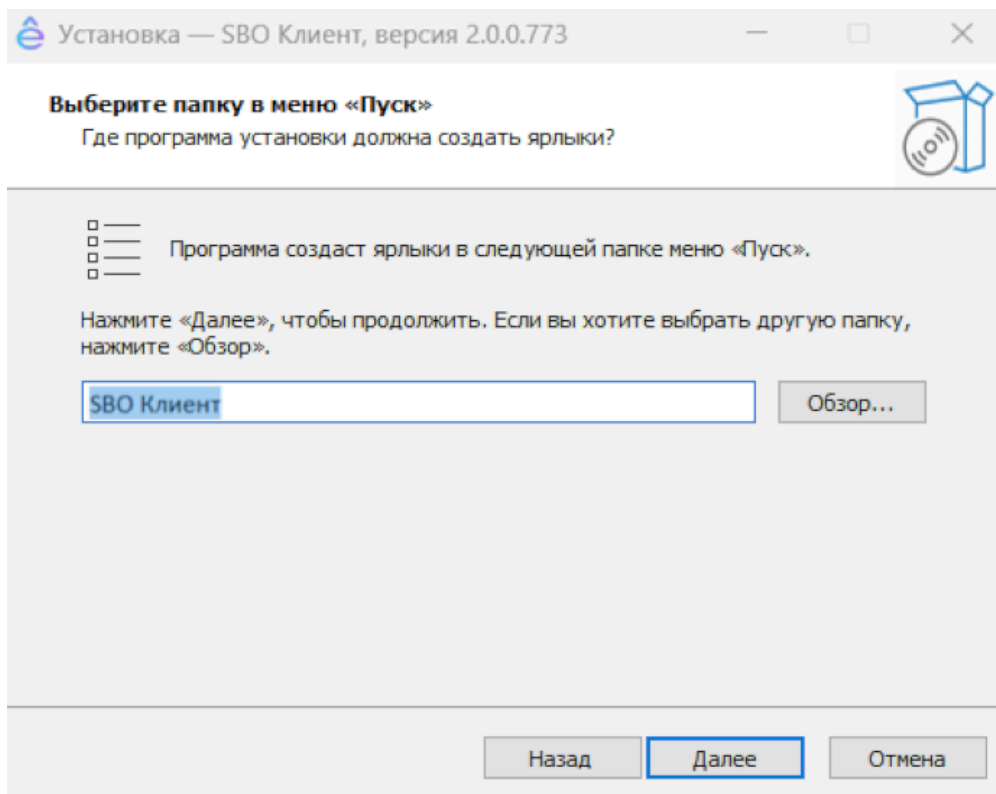 Установка — SBO Клиент, версия 2.0.0.773
Выберите папку в меню «Пуск»
Где программа установки должна создать ярлыки?
Программа создаст ярлыки в следующей папке меню «Пуск».
Нажмите «Далее», чтобы продолжить. Если вы хотите выбрать другую папку,
нажмите «Обзор».
SBO Клиент
Обзор...
Назад
Далее
Отмена